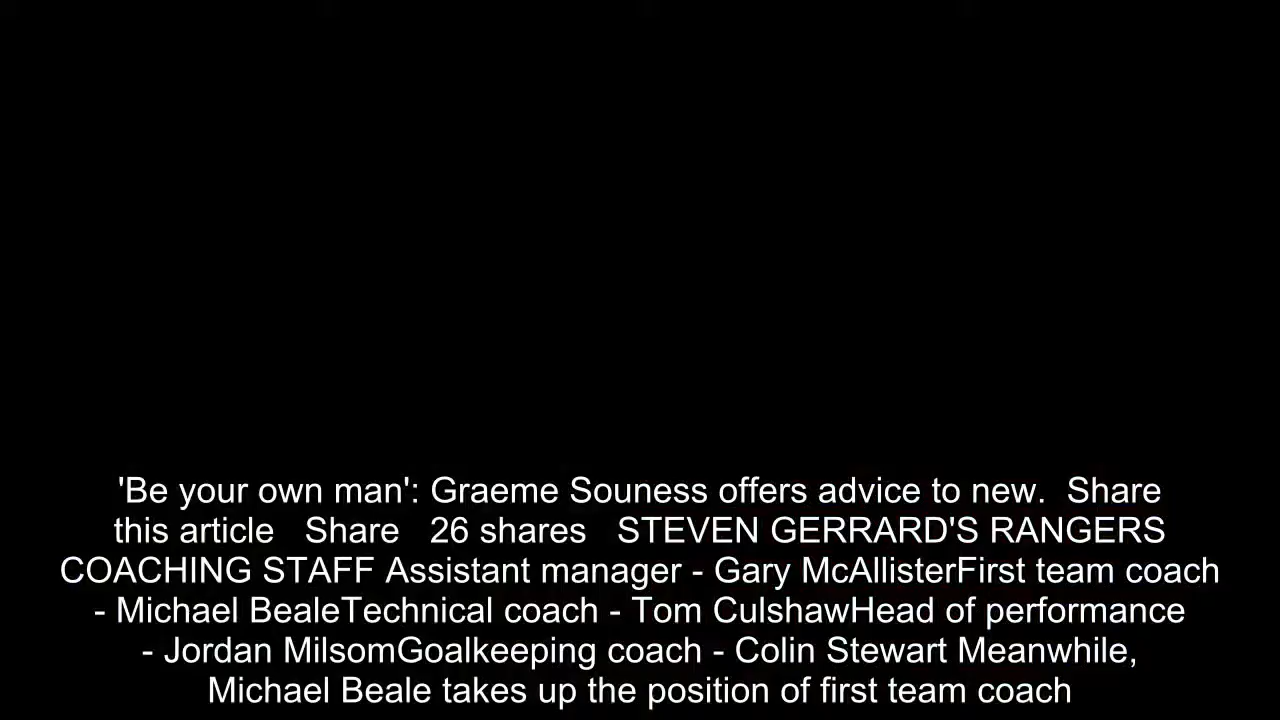 'Be your own man': Graeme Souness offers advice to new.  Share
this article   Share   26 shares   STEVEN GERRARD'S RANGERS
COACHING STAFF Assistant manager - Gary McAllisterFirst team coach
- Michael BealeTechnical coach - Tom CulshawHead of performance
- Jordan MilsomGoalkeeping coach - Colin Stewart Meanwhile,
Michael Beale takes up the position of first team coach